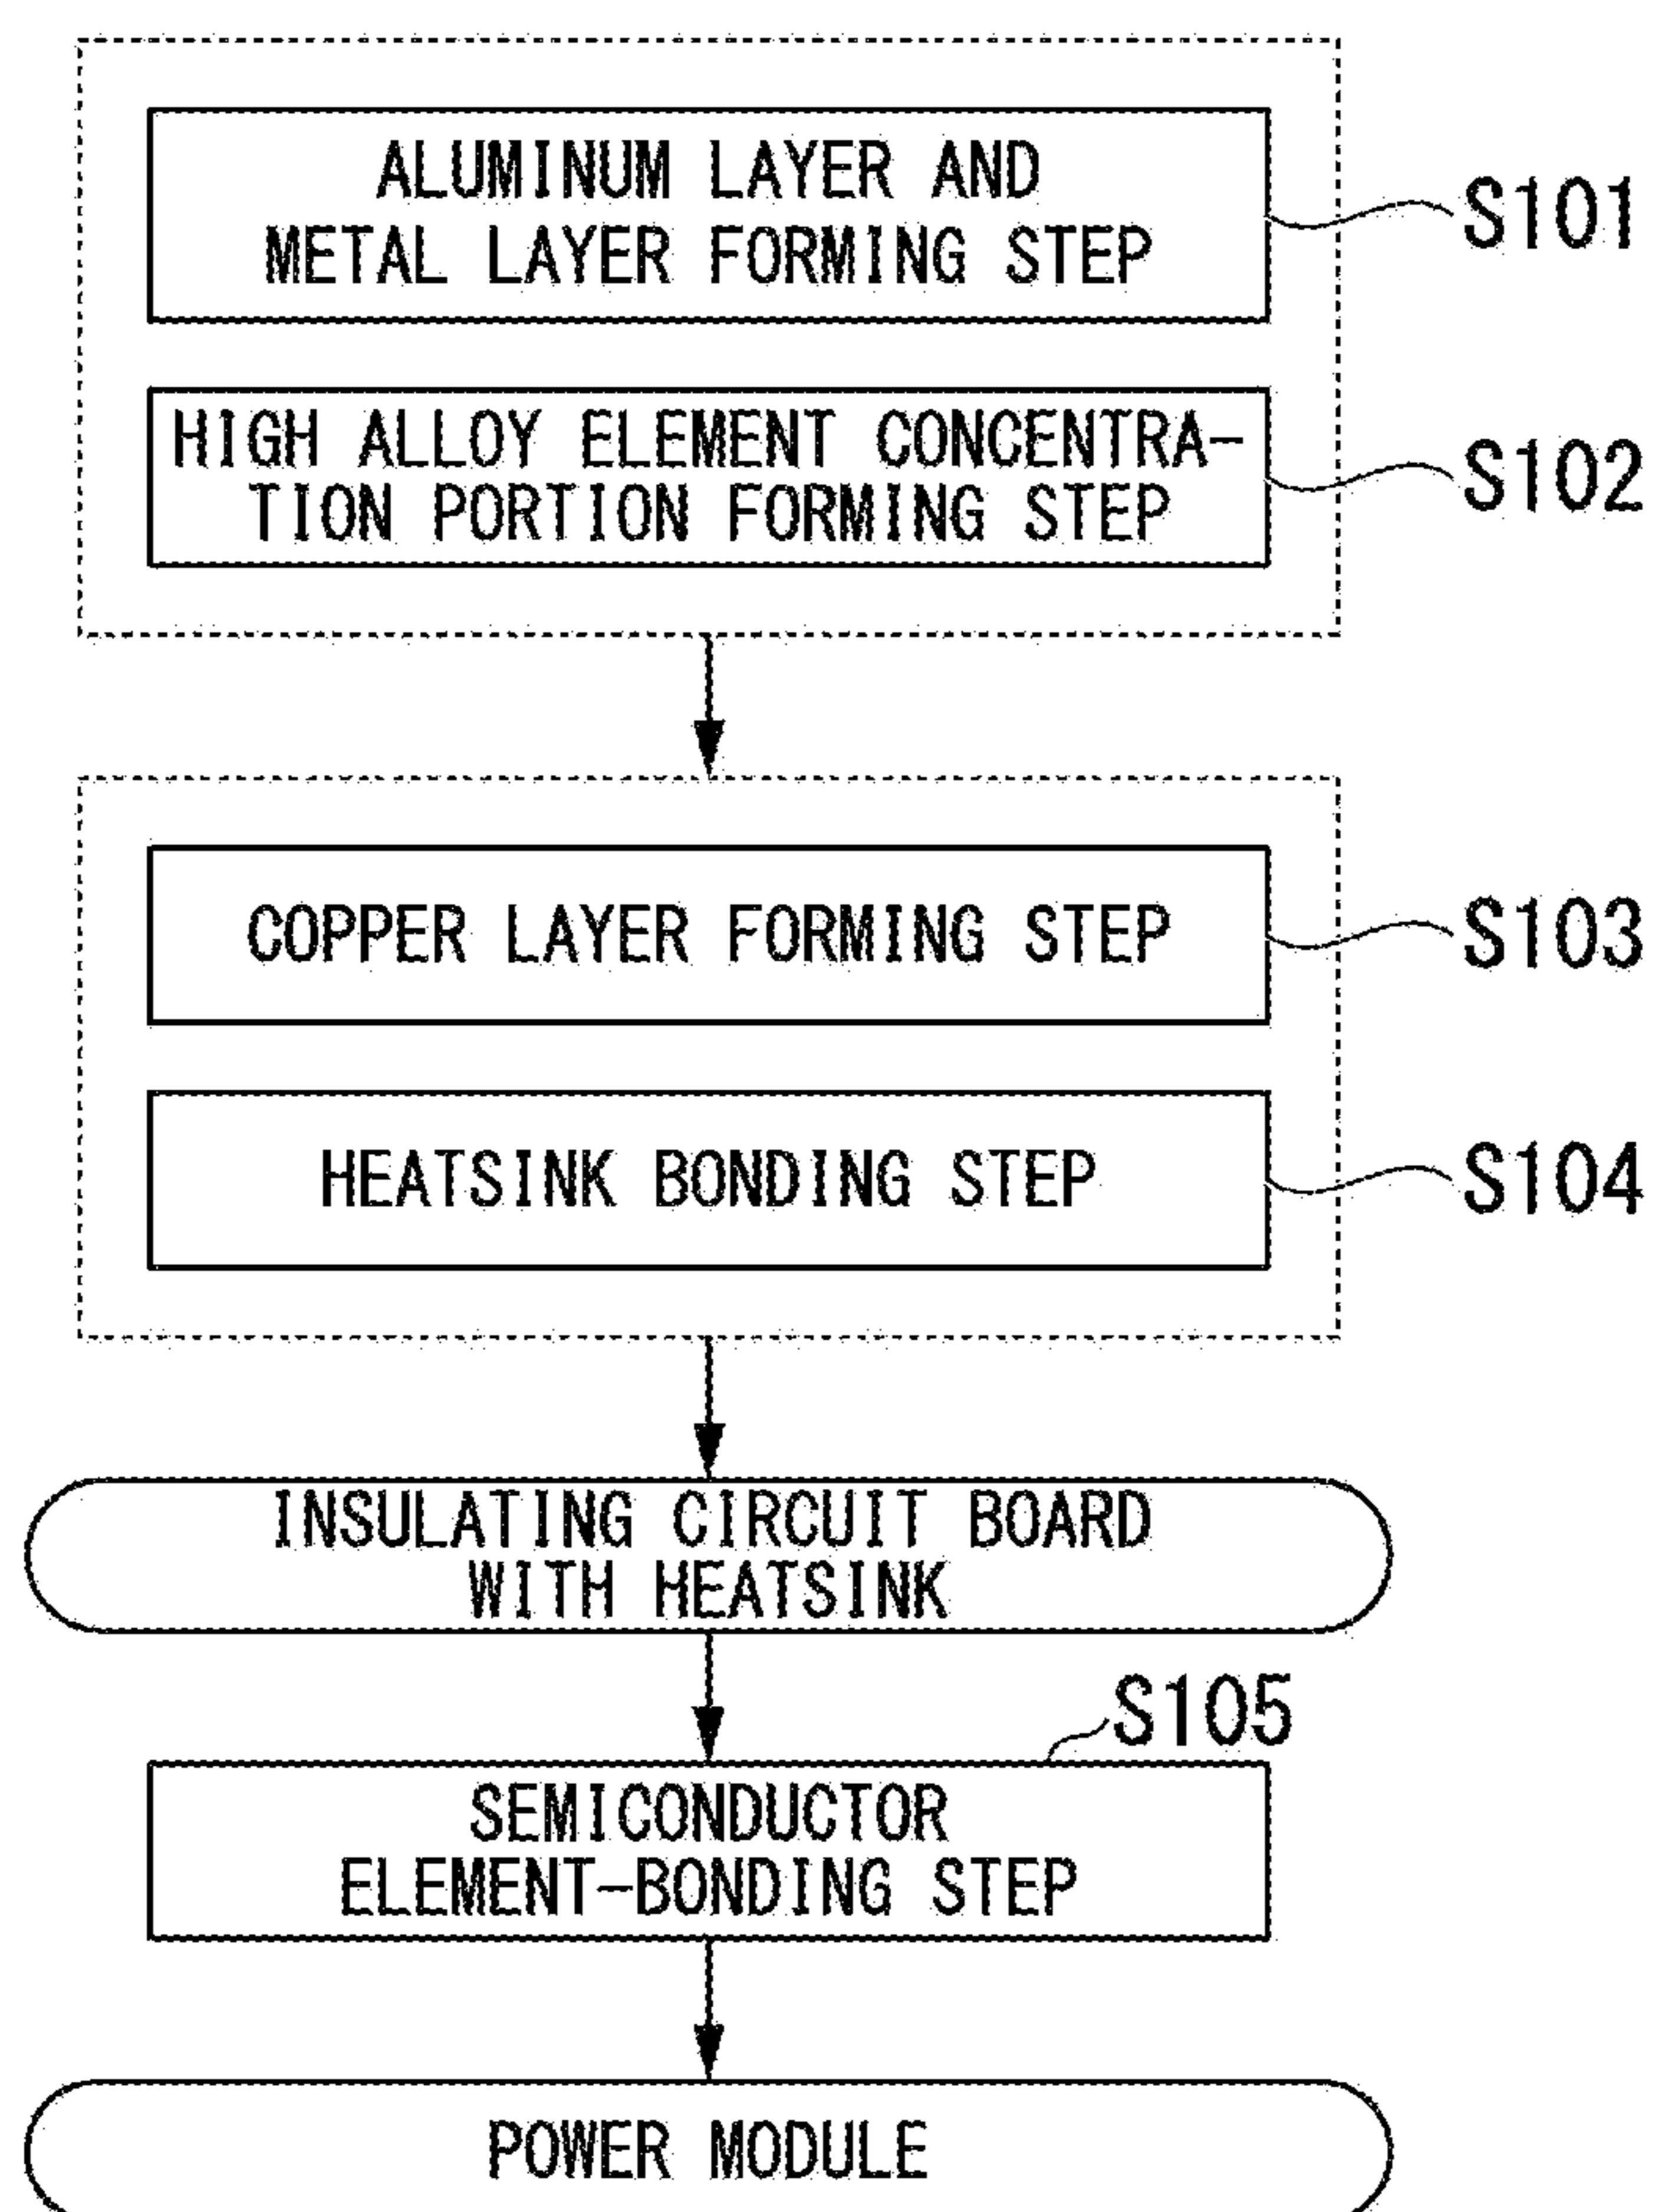 ALUMINUM LAYER AND
METAL LAYER FORMING STEP
S101
HIGH ALLOY ELEMENT CONCENTRA-
TION PORTION FORMING STEP
S102
COPPER LAYER FORMING STEP
S103
HEATSINK BONDING STEP
S104
INSULATING CIRCUIT BOARD
WITH HEATSINK
S105
SEMICONDUCTOR
ELEMENT-BONDING STEP
POWER MODULE